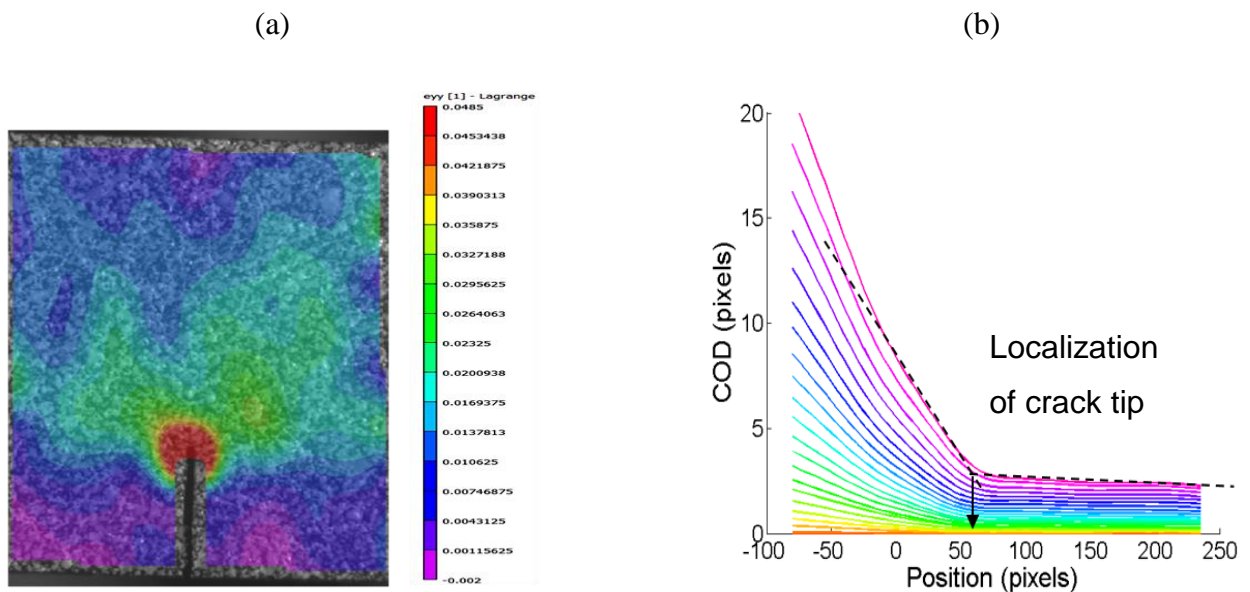 (a)
(b)
eyy [1] - Lagrange
0.0485
0.0453438
0.0421875
0.0390313
0.035875
0.0327188
0.0295625
0.0264063
0.02325
0.0200938
0.0169375
0.0137813
0.010625
0.00746875
0.0043125
0.00115625
-0.002
20
15
10
5
0
COD (pixels)
Localization
of crack tip
-100 -50 0 50 100 150 200 250
Position (pixels)